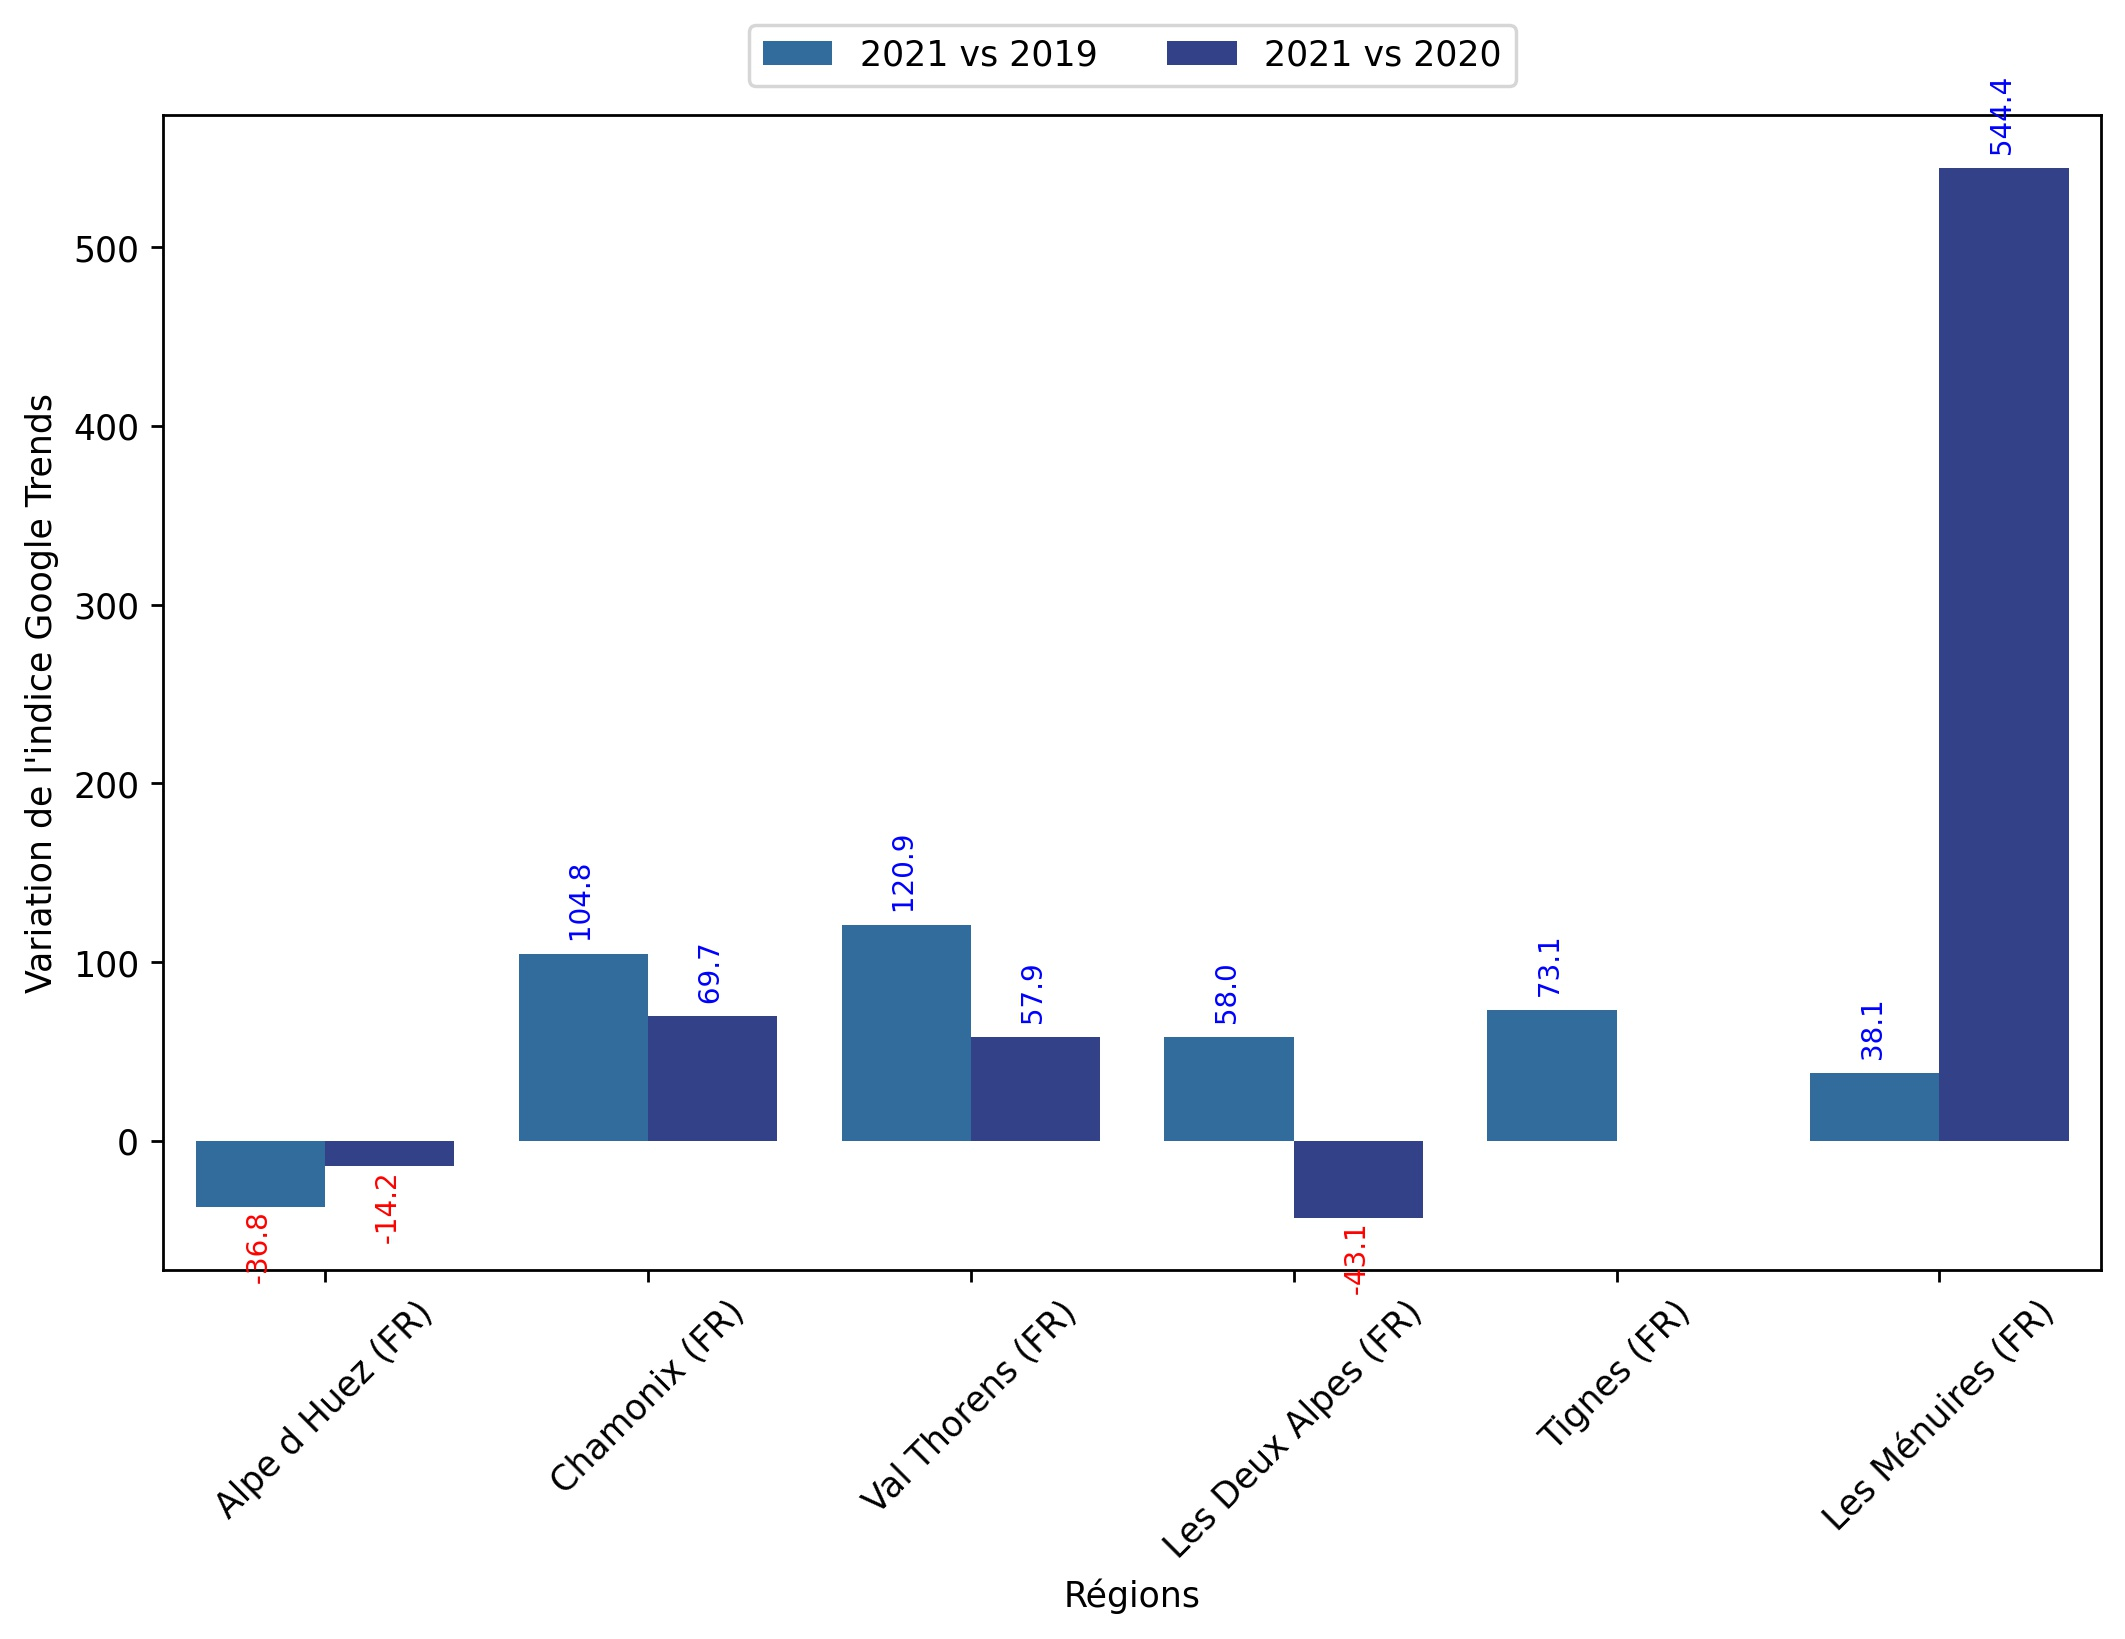 2021 vs 2019
2021 vs 2020
Variation de l'indice Google Trends
500
400
300
200
100
0
-36.8
-14.2
104.8
69.7
120.9
57.9
58.0
-43.1
73.1
38.1
544.4
Alpe d Huez (FR)
Chamonix (FR)
Val Thorens (FR)
Les Deux Alpes (FR)
Tignes (FR)
Les Ménuires (FR)
Régions